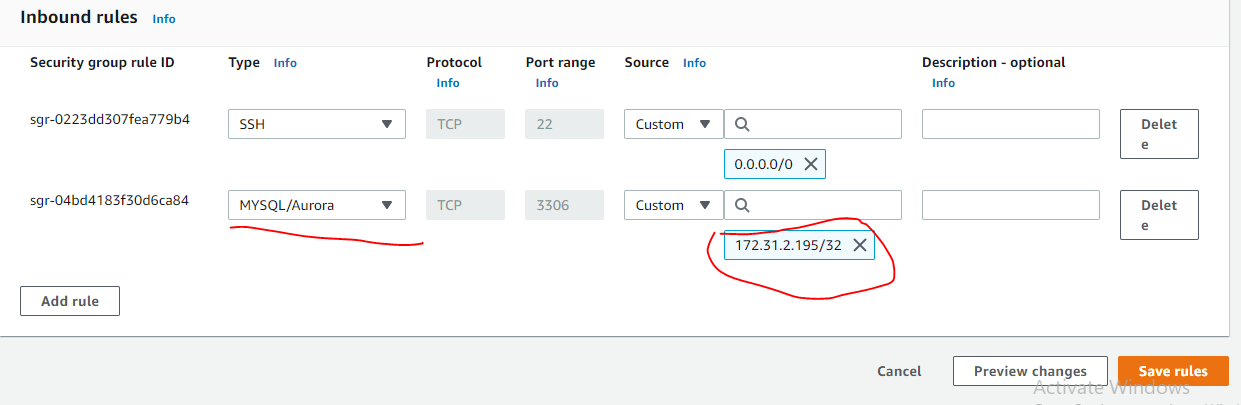 Inbound rules Info
Security group rule ID Type Info Protocol Info Port range Info Source Info Description - optional Info
sgr-0223dd307fea779b4 SSH TCP 22 Custom Delet e
0.0.0.0/0
sgr-04bd4183f30d6ca84 MYSQL/Aurora TCP 3306 Custom Delet e
172.31.2.195/32
Add rule
Cancel Preview changes Save rules
Activate Windows